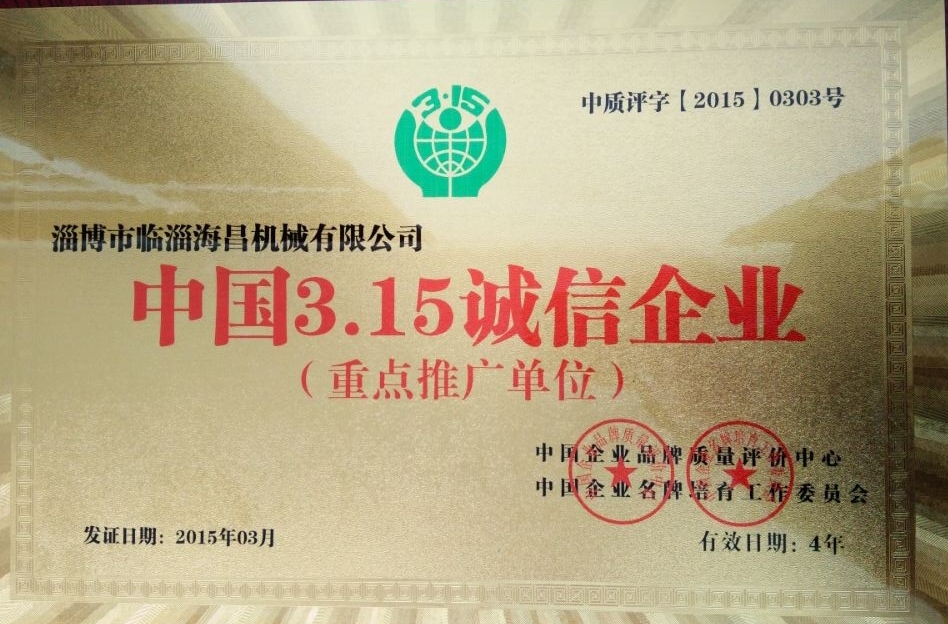 3·15
中质评字【2015】0303号
淄博市临淄海昌机械有限公司
中国3.15诚信企业
（重点推广单位）
中国企业品牌质量评价中心
中国企业名牌培育工作委员会
发证日期：2015年03月
有效日期：4年